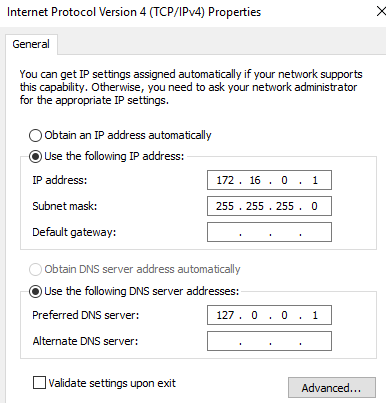 Internet Protocol Version 4 (TCP/IPv4) Properties
General
You can get IP settings assigned automatically if your network supports
this capability. Otherwise, you need to ask your network administrator
for the appropriate IP settings.
Obtain an IP address automatically
Use the following IP address:
IP address: 172 . 16 . 0 . 1
Subnet mask: 255 . 255 . 255 . 0
Default gateway: . . .
Obtain DNS server address automatically
Use the following DNS server addresses:
Preferred DNS server: 127 . 0 . 0 . 1
Alternate DNS server: . . .
Validate settings upon exit
Advanced...